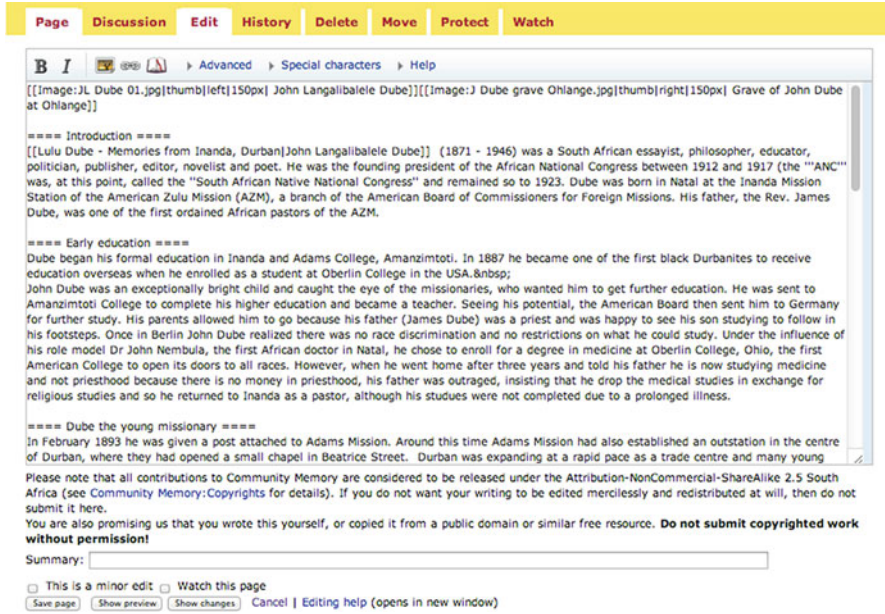 Page Discussion Edit History Delete Move Protect Watch
B I Advanced Special characters Help
[[Image:JL Dube 01.jpg|thumb|left|150px| John Langalibalele Dube]][[Image:J Dube grave Ohlange.jpg|thumb|right|150px| Grave of John Dube
at Ohlange]]
==== Introduction ====
[[Lulu Dube - Memories from Inanda, Durban|John Langalibalele Dube]]  (1871 - 1946) was a South African essayist, philosopher, educator,
politician, publisher, editor, novelist and poet. He was the founding president of the African National Congress between 1912 and 1917 (the '''ANC'''
was, at this point, called the ''South African Native National Congress'' and remained so to 1923. Dube was born in Natal at the Inanda Mission
Station of the American Zulu Mission (AZM), a branch of the American Board of Commissioners for Foreign Missions. His father, the Rev. James
Dube, was one of the first ordained African pastors of the AZM.
==== Early education ====
Dube began his formal education in Inanda and Adams College, Amanzimtoti. In 1887 he became one of the first black Durbanites to receive
education overseas when he enrolled as a student at Oberlin College in the USA.&nbsp;
John Dube was an exceptionally bright child and caught the eye of the missionaries, who wanted him to get further education. He was sent to
Amanzimtoti College to complete his higher education and became a teacher. Seeing his potential, the American Board then sent him to Germany
for further study. His parents allowed him to go because his father (James Dube) was a priest and was happy to see his son studying to follow in
his footsteps. Once in Berlin John Dube realized there was no race discrimination and no restrictions on what he could study. Under the influence of
his role model Dr John Nembula, the first African doctor in Natal, he chose to enroll for a degree in medicine at Oberlin College, Ohio, the first
American College to open its doors to all races. However, when he went home after three years and told his father he is now studying medicine
and not priesthood because there is no money in priesthood, his father was outraged, insisting that he drop the medical studies in exchange for
religious studies and so he returned to Inanda as a pastor, although his studues were not completed due to a prolonged illness.
==== Dube the young missionary ====
In February 1893 he was given a post attached to Adams Mission. Around this time Adams Mission had also established an outstation in the centre
of Durban, where they had opened a small chapel in Beatrice Street.  Durban was expanding at a rapid pace as a trade centre and many young
Please note that all contributions to Community Memory are considered to be released under the Attribution-NonCommercial-ShareAlike 2.5 South
Africa (see Community Memory:Copyrights for details). If you do not want your writing to be edited mercilessly and redistributed at will, then do not
submit it here.
You are also promising us that you wrote this yourself, or copied it from a public domain or similar free resource. Do not submit copyrighted work
without permission!
Summary:
This is a minor edit Watch this page
Save page Show preview Show changes Cancel | Editing help (opens in new window)